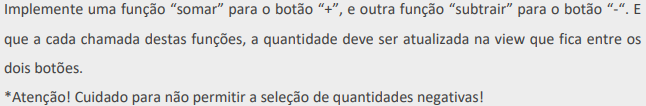 Implemente uma função “somar” para o botão “+”, e outra função “subtrair” para o botão “-“. E
que a cada chamada destas funções, a quantidade deve ser atualizada na view que fica entre os
dois botões.
*Atenção! Cuidado para não permitir a seleção de quantidades negativas!